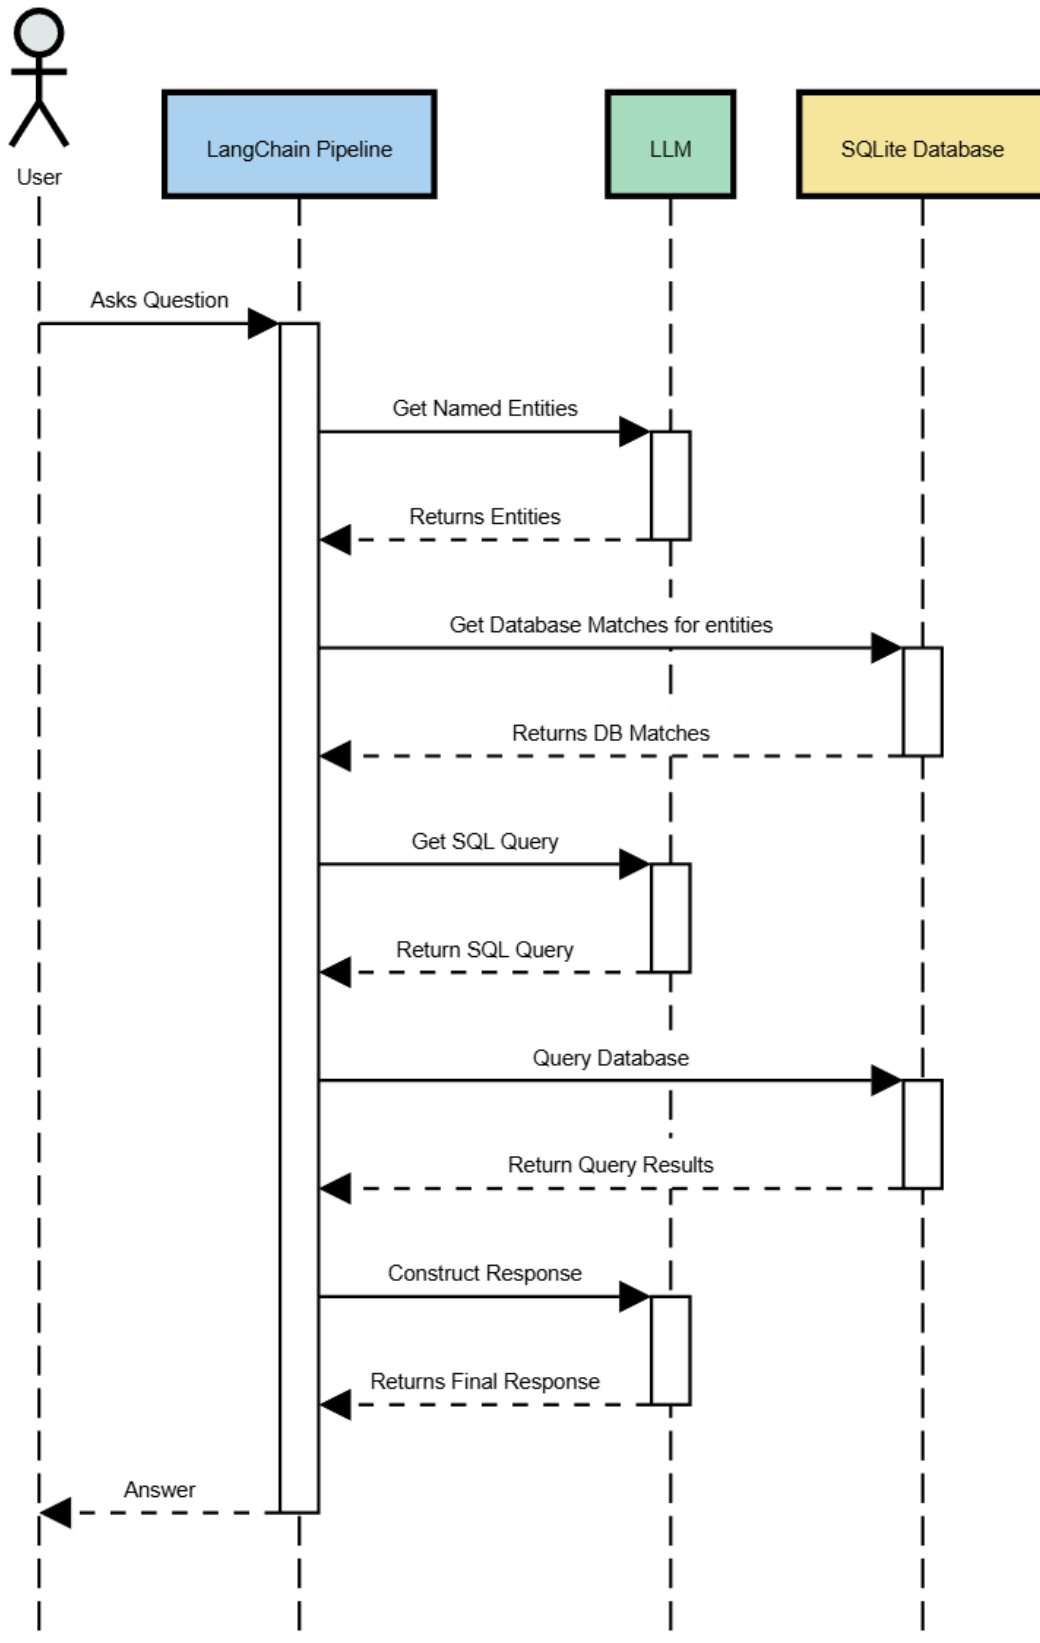 LangChain Pipeline
LLM
SQLite Database
User
Asks Question
Get Named Entities
Returns Entities
Get Database Matches for entities
Returns DB Matches
Get SQL Query
Return SQL Query
Query Database
Return Query Results
Construct Response
Returns Final Response
Answer